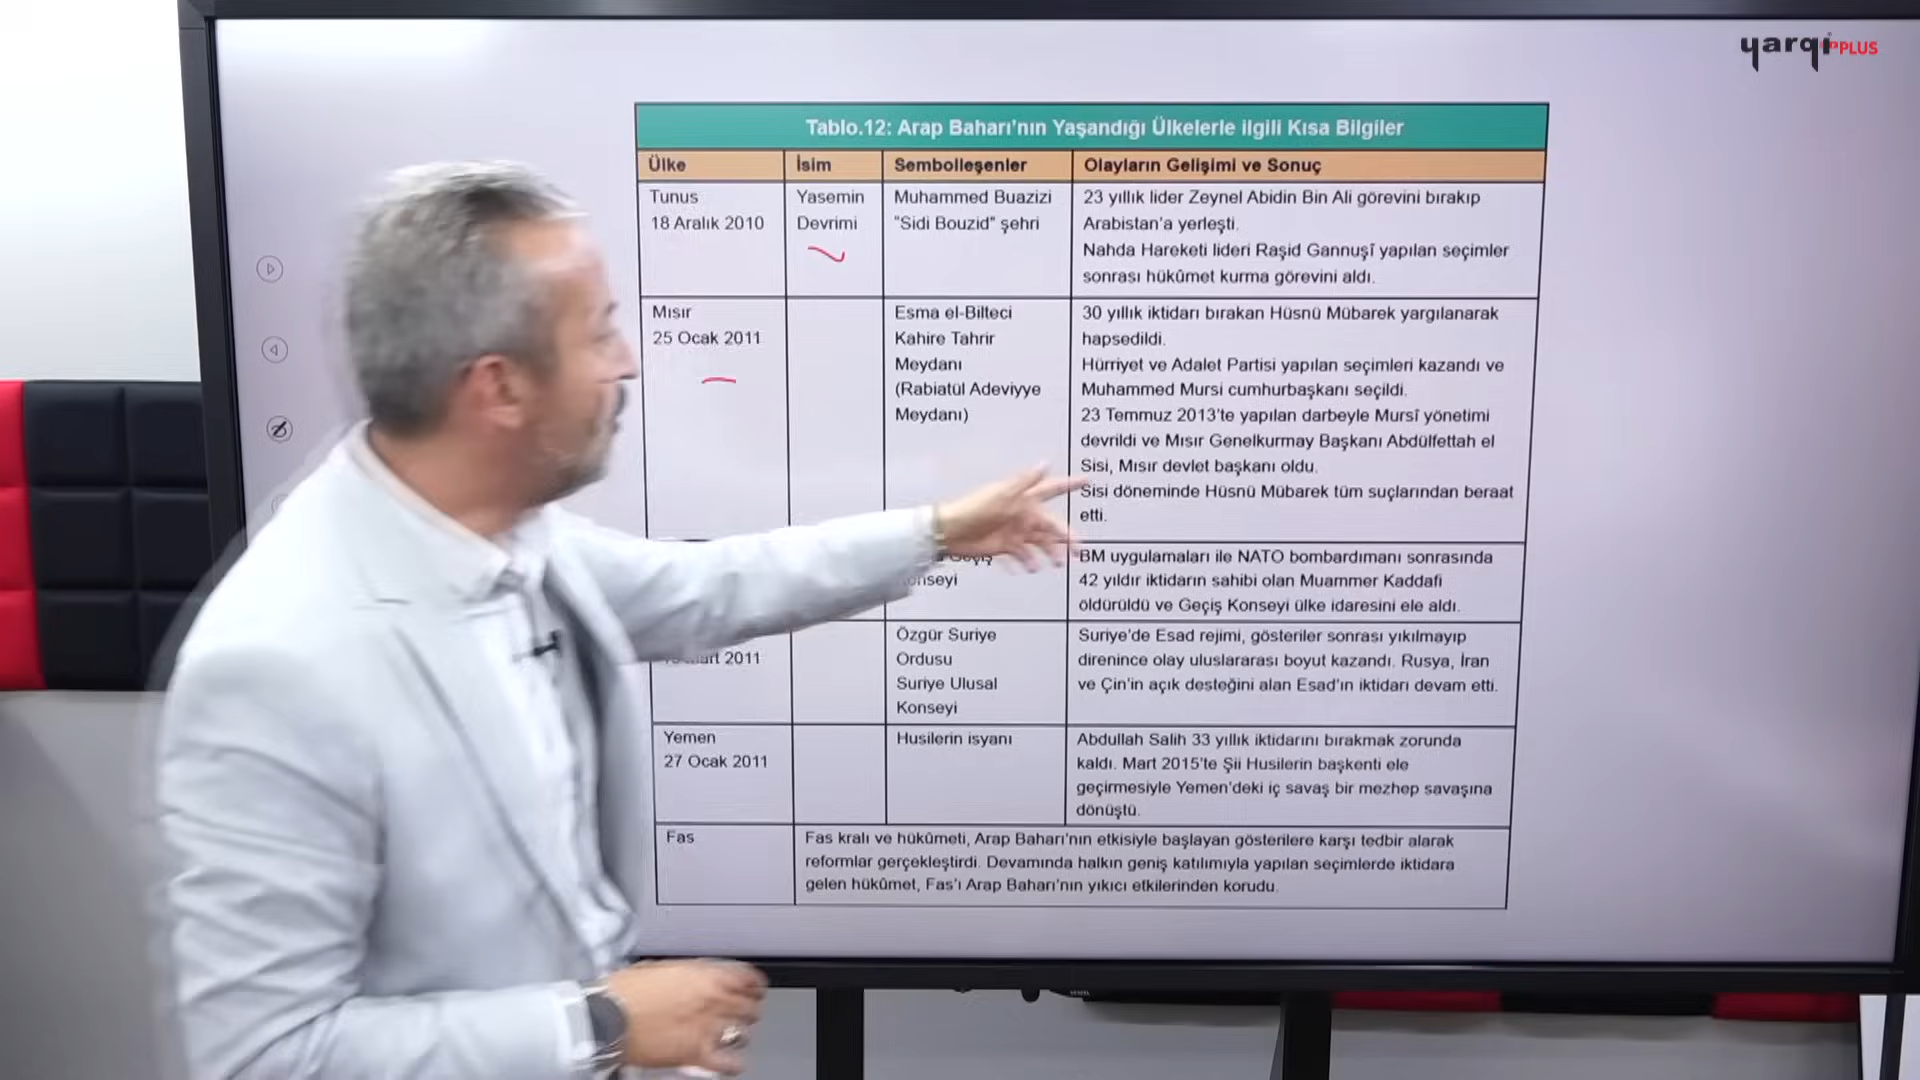 yarqı PLUS
Tablo.12: Arap Baharı'nın Yaşandığı Ülkelerle ilgili Kısa Bilgiler
Ülke
İsim
Sembolleşenler
Olayların Gelişimi ve Sonuç
Tunus
18 Aralık 2010
Yasemin
Devrimi
Muhammed Buazizi
"Sidi Bouzid" şehri
23 yıllık lider Zeynel Abidin Bin Ali görevini bırakıp
Arabistan'a yerleşti.
Nahda Hareketi lideri Raşid Gannuşî yapılan seçimler
sonrası hükûmet kurma görevini aldı.
Mısır
25 Ocak 2011
Esma el-Bilteci
Kahire Tahrir
Meydanı
(Rabiatül Adeviyye
Meydanı)
30 yıllık iktidarı bırakan Hüsnü Mübarek yargılanarak
hapsedildi.
Hürriyet ve Adalet Partisi yapılan seçimleri kazandı ve
Muhammed Mursi cumhurbaşkanı seçildi.
23 Temmuz 2013'te yapılan darbeyle Mursî yönetimi
devrildi ve Mısır Genelkurmay Başkanı Abdülfettah el
Sisi, Mısır devlet başkanı oldu.
Sisi döneminde Hüsnü Mübarek tüm suçlarından beraat
etti.
BM uygulamaları ile NATO bombardımanı sonrasında
42 yıldır iktidarın sahibi olan Muammer Kaddafi
öldürüldü ve Geçiş Konseyi ülke idaresini ele aldı.
2011
Özgür Suriye
Ordusu
Suriye Ulusal
Konseyi
Suriye'de Esad rejimi, gösteriler sonrası yıkılmayıp
direnince olay uluslararası boyut kazandı. Rusya, İran
ve Çin'in açık desteğini alan Esad'ın iktidarı devam etti.
Yemen
27 Ocak 2011
Husilerin isyanı
Abdullah Salih 33 yıllık iktidarını bırakmak zorunda
kaldı. Mart 2015'te Şii Husilerin başkenti ele
geçirmesiyle Yemen'deki iç savaş bir mezhep savaşına
dönüştü.
Fas
Fas kralı ve hükûmeti, Arap Baharı'nın etkisiyle başlayan gösterilere karşı tedbir alarak
reformlar gerçekleştirdi. Devamında halkın geniş katılımıyla yapılan seçimlerde iktidara
gelen hükûmet, Fas'ı Arap Baharı'nın yıkıcı etkilerinden korudu.